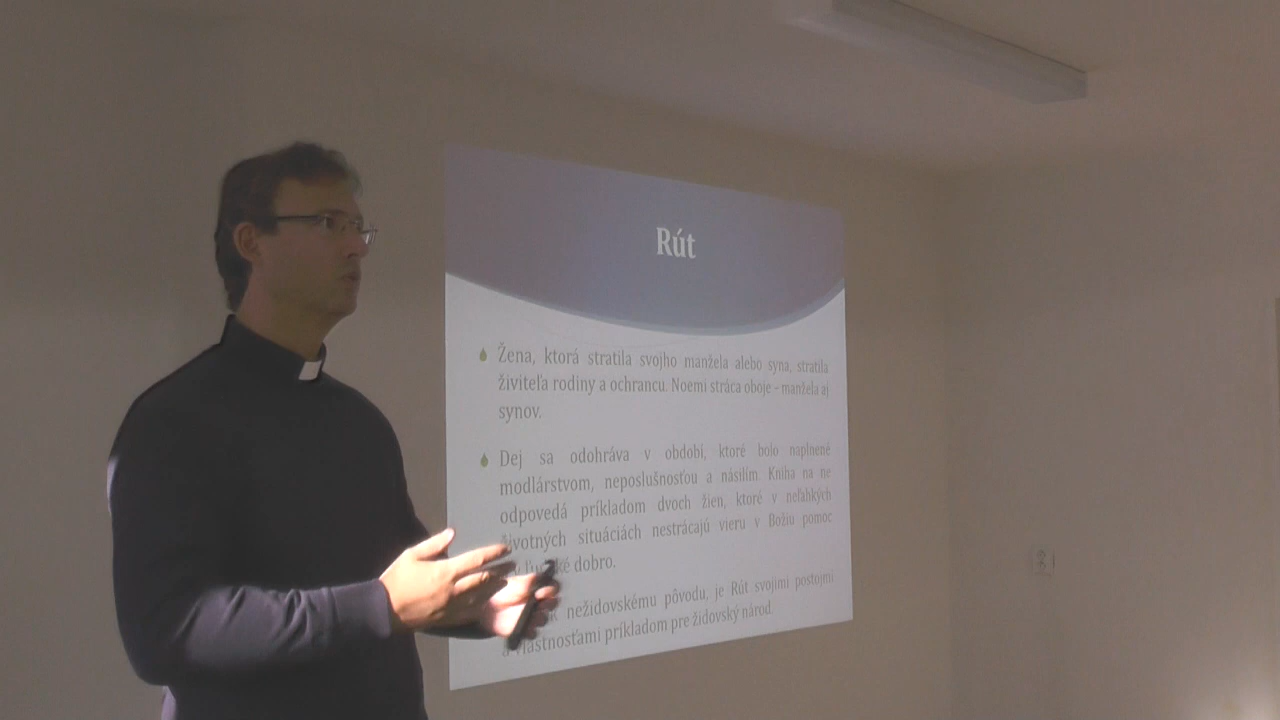 Rút
Žena, ktorá stratila svojho manžela alebo syna, stratila
živiteľa rodiny a ochrancu. Noemi stráca oboje - manžela aj
synov.
Dej sa odohráva v období, ktoré bolo naplnené
modlárstvom, neposlušnosťou a násilím. Kniha na ne
odpovedá príkladom dvoch žien, ktoré v neľahkých
životných situáciách nestrácajú vieru v Božiu pomoc
dobro.
nežidovskému pôvodu, je Rút svojimi postojmi
a vlastnosťami príkladom pre židovský národ.